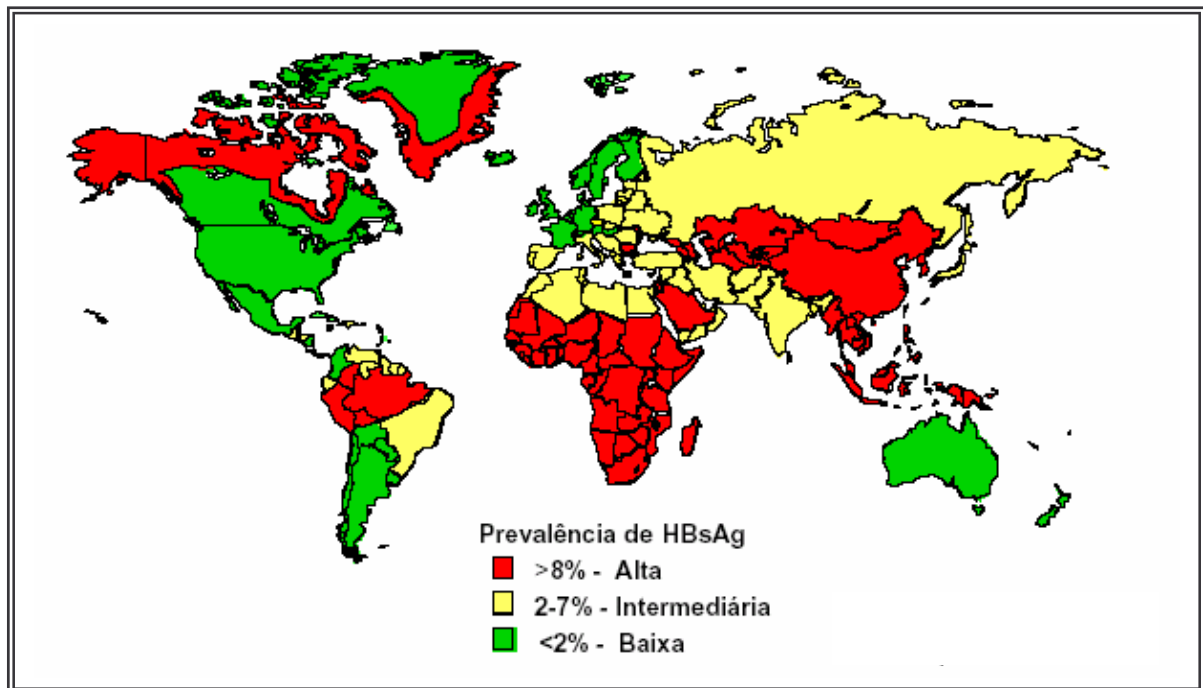 Prevalência de HBsAg
>8% - Alta
2-7% - Intermediária
<2% - Baixa